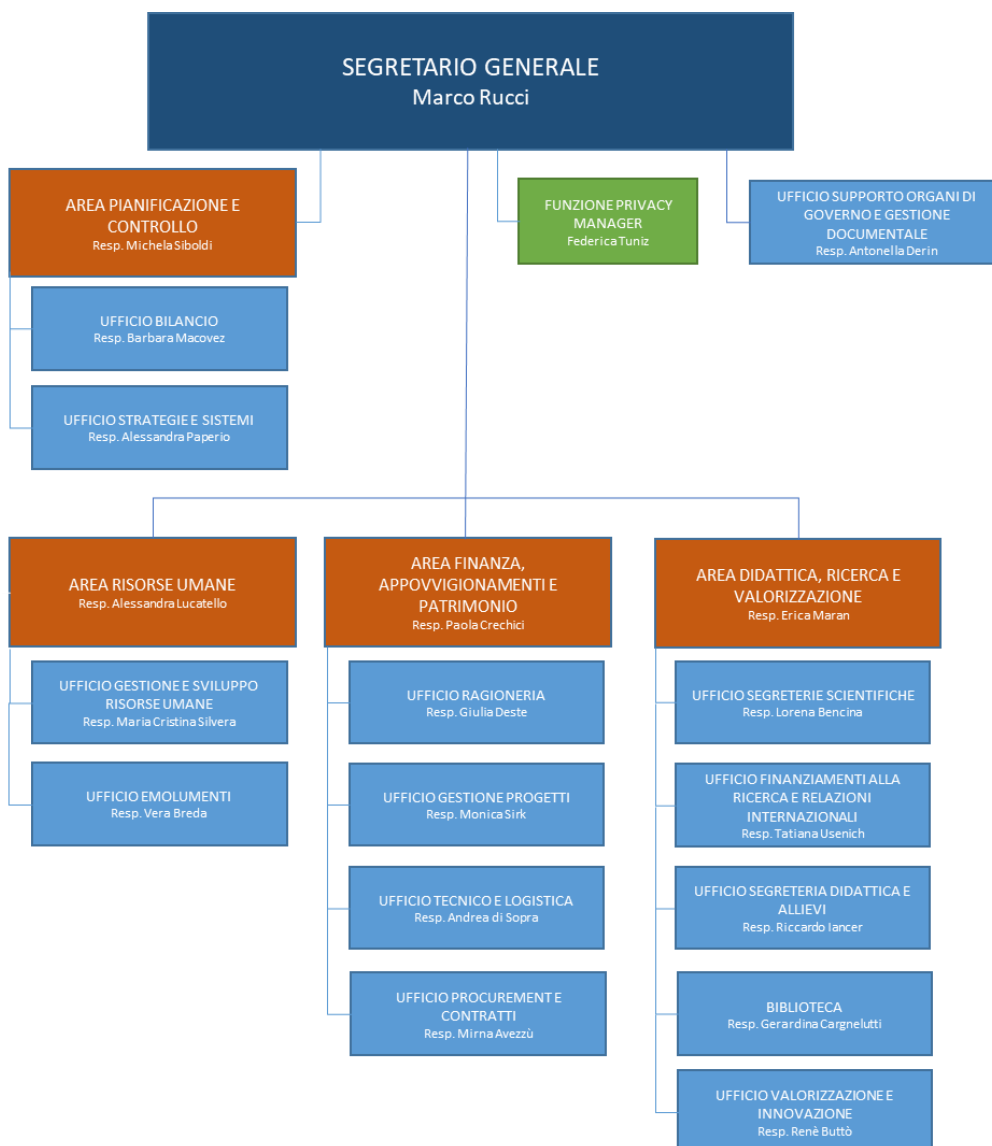 SEGRETARIO GENERALE
Marco Rucci
AREA PIANIFICAZIONE E
CONTROLLO
Resp. Michela Siboldi
FUNZIONE PRIVACY
MANAGER
Federica Tuniz
UFFICIO SUPPORTO ORGANI DI
GOVERNO E GESTIONE
DOCUMENTALE
Resp. Antonella Derin
UFFICIO BILANCIO
Resp. Barbara Macovez
UFFICIO STRATEGIE E SISTEMI
Resp. Alessandra Paperio
AREA RISORSE UMANE
Resp. Alessandra Lucatello
UFFICIO GESTIONE E SVILUPPO
RISORSE UMANE
Resp. Maria Cristina Silvera
UFFICIO EMOLUMENTI
Resp. Vera Breda
AREA FINANZA,
APPOVVIGIONAMENTI E
PATRIMONIO
Resp. Paola Crechici
UFFICIO RAGIONERIA
Resp. Giulia Deste
UFFICIO GESTIONE PROGETTI
Resp. Monica Sirk
UFFICIO TECNICO E LOGISTICA
Resp. Andrea di Sopra
UFFICIO PROCUREMENT E
CONTRATTI
Resp. Mirna Avezzù
AREA DIDATTICA, RICERCA E
VALORIZZAZIONE
Resp. Erica Maran
UFFICIO SEGRETERIE SCIENTIFICHE
Resp. Lorena Bencina
UFFICIO FINANZIAMENTI ALLA
RICERCA E RELAZIONI
INTERNAZIONALI
Resp. Tatiana Usenich
UFFICIO SEGRETERIA DIDATTICA E
ALLIEVI
Resp. Riccardo Iancer
BIBLIOTECA
Resp. Gerardina Cargnelutti
UFFICIO VALORIZZAZIONE E
INNOVAZIONE
Resp. Renè Buttò